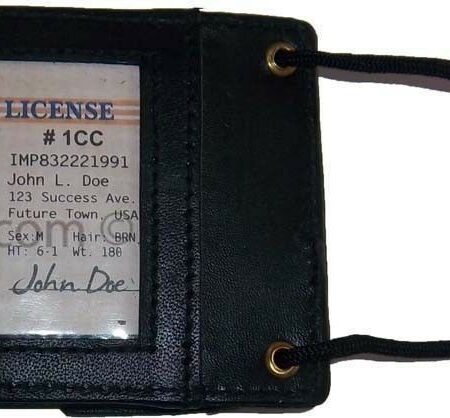 LICENSE
# 1CC
IMP832221991
John L. Doe
123 Success Ave.
Future Town, USA
.com ©
Sex:M Hair: BRN
HT: 6-1 Wt. 180
John Doe